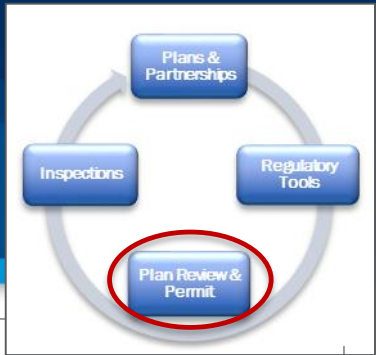 Plans &
Partnerships
Inspections
Regulatory
Tools
Plan Review &
Permit